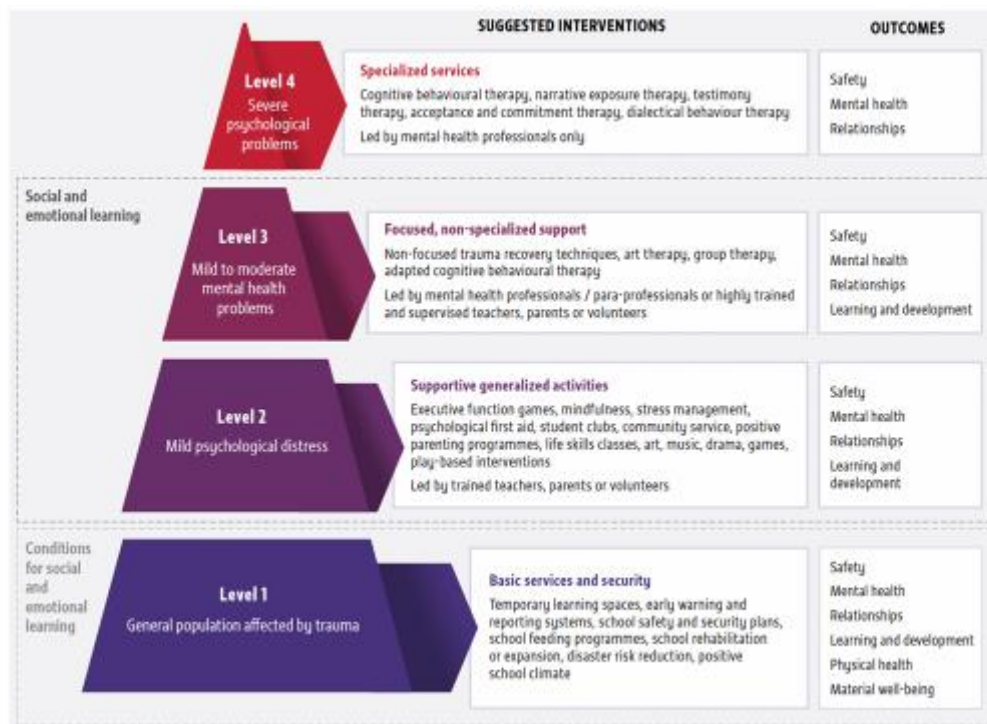 SUGGESTED INTERVENTIONS
OUTCOMES
Level 4
Severe
psychological
problems
Specialized services
Cognitive behavioural therapy, narrative exposure therapy, testimony
therapy, acceptance and commitment therapy, dialectical behaviour therapy
Led by mental health professionals only
Safety
Mental health
Relationships
Social and
emotional learning
Level 3
Mild to moderate
mental health
problems
Focused, non-specialized support
Non-focused trauma recovery techniques, art therapy, group therapy,
adapted cognitive behavioural therapy
Led by mental health professionals / para-professionals or highly trained
and supervised teachers, parents or volunteers
Safety
Mental health
Relationships
Learning and development
Level 2
Mild psychological distress
Supportive generalized activities
Executive function games, mindfulness, stress management,
psychological first aid, student clubs, community service, positive
parenting programmes, life skills classes, art, music, drama, games,
play-based interventions
Led by trained teachers, parents or volunteers
Safety
Mental health
Relationships
Learning and
development
Conditions
for social
and
emotional
learning
Level 1
General population affected by trauma
Basic services and security
Temporary learning spaces, early warning and
reporting systems, school safety and security plans,
school feeding programmes, school rehabilitation
or expansion, disaster risk reduction, positive
school climate
Safety
Mental health
Relationships
Learning and development
Physical health
Material well-being